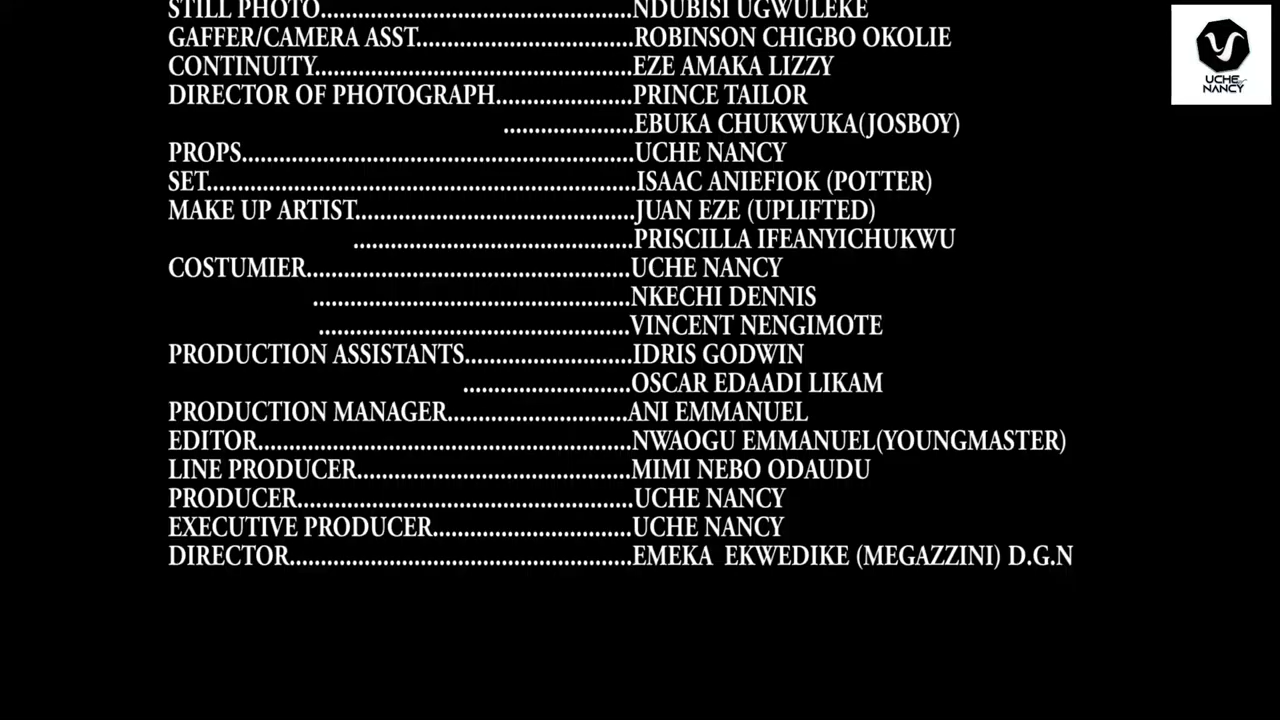 STILL PHOTO..................................................NDUBISI UGWULEKE
GAFFER/CAMERA ASST...................................ROBINSON CHIGBO OKOLIE
CONTINUITY...................................................EZE AMAKA LIZZY
DIRECTOR OF PHOTOGRAPH......................PRINCE TAILOR
.....................EBUKA CHUKWUKA(JOSBOY)
PROPS...............................................................UCHE NANCY
SET.....................................................................ISAAC ANIEFIOK (POTTER)
MAKE UP ARTIST.............................................JUAN EZE (UPLIFTED)
.............................................PRISCILLA IFEANYICHUKWU
COSTUMIER....................................................UCHE NANCY
...................................................NKECHI DENNIS
..................................................VINCENT NENGIMOTE
PRODUCTION ASSISTANTS...........................IDRIS GODWIN
...........................OSCAR EDAADI LIKAM
PRODUCTION MANAGER.............................ANI EMMANUEL
EDITOR............................................................NWAOGU EMMANUEL(YOUNGMASTER)
LINE PRODUCER............................................MIMI NEBO ODAUDU
PRODUCER......................................................UCHE NANCY
EXECUTIVE PRODUCER................................UCHE NANCY
DIRECTOR.......................................................EMEKA  EKWEDIKE (MEGAZZINI) D.G.N
UCHE
NANCY